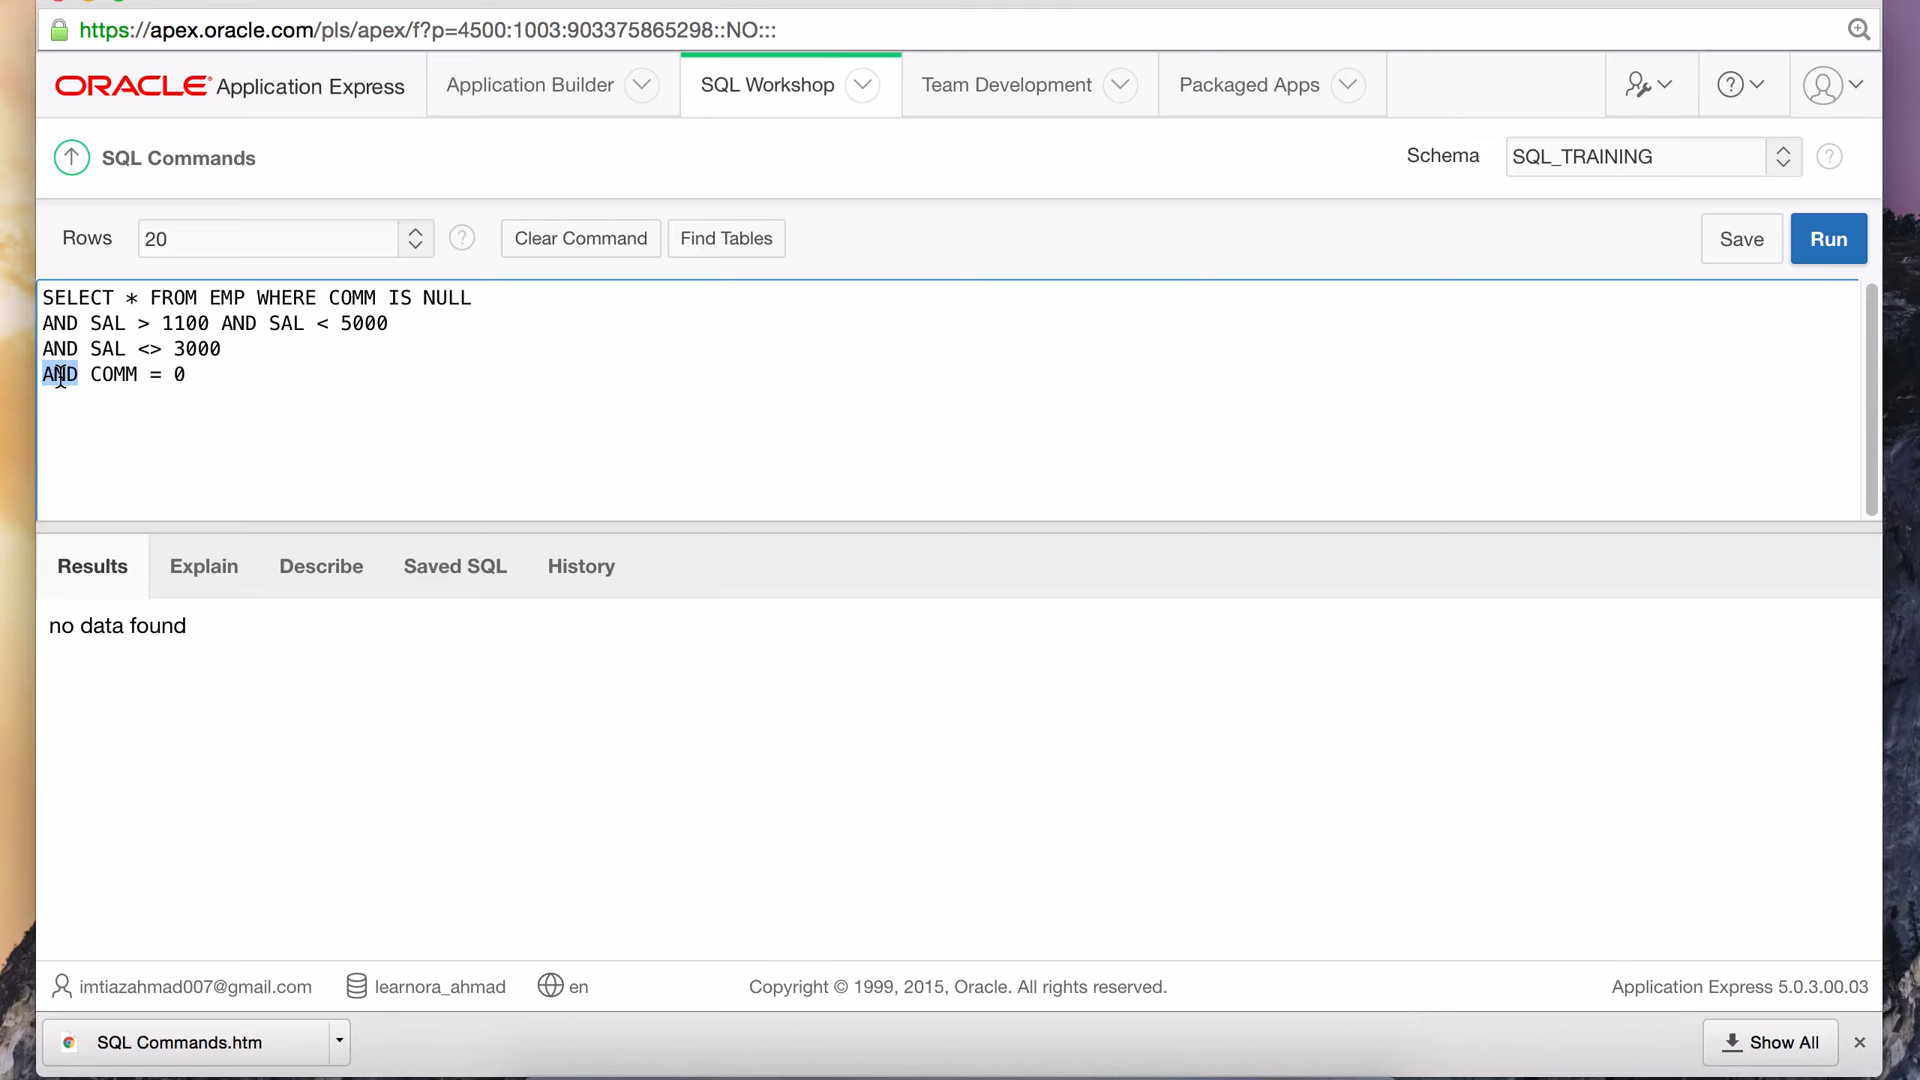 https://apex.oracle.com/pls/apex/f?p=4500:1003:903375865298::NO:::
ORACLE Application Express Application Builder SQL Workshop Team Development Packaged Apps
SQL Commands Schema SQL_TRAINING
Rows 20 Clear Command Find Tables Save Run
SELECT * FROM EMP WHERE COMM IS NULL
AND SAL > 1100 AND SAL < 5000
AND SAL <> 3000
AND COMM = 0
Results Explain Describe Saved SQL History
no data found
imtiazahmad007@gmail.com learnora_ahmad en Copyright © 1999, 2015, Oracle. All rights reserved. Application Express 5.0.3.00.03
SQL Commands.htm Show All